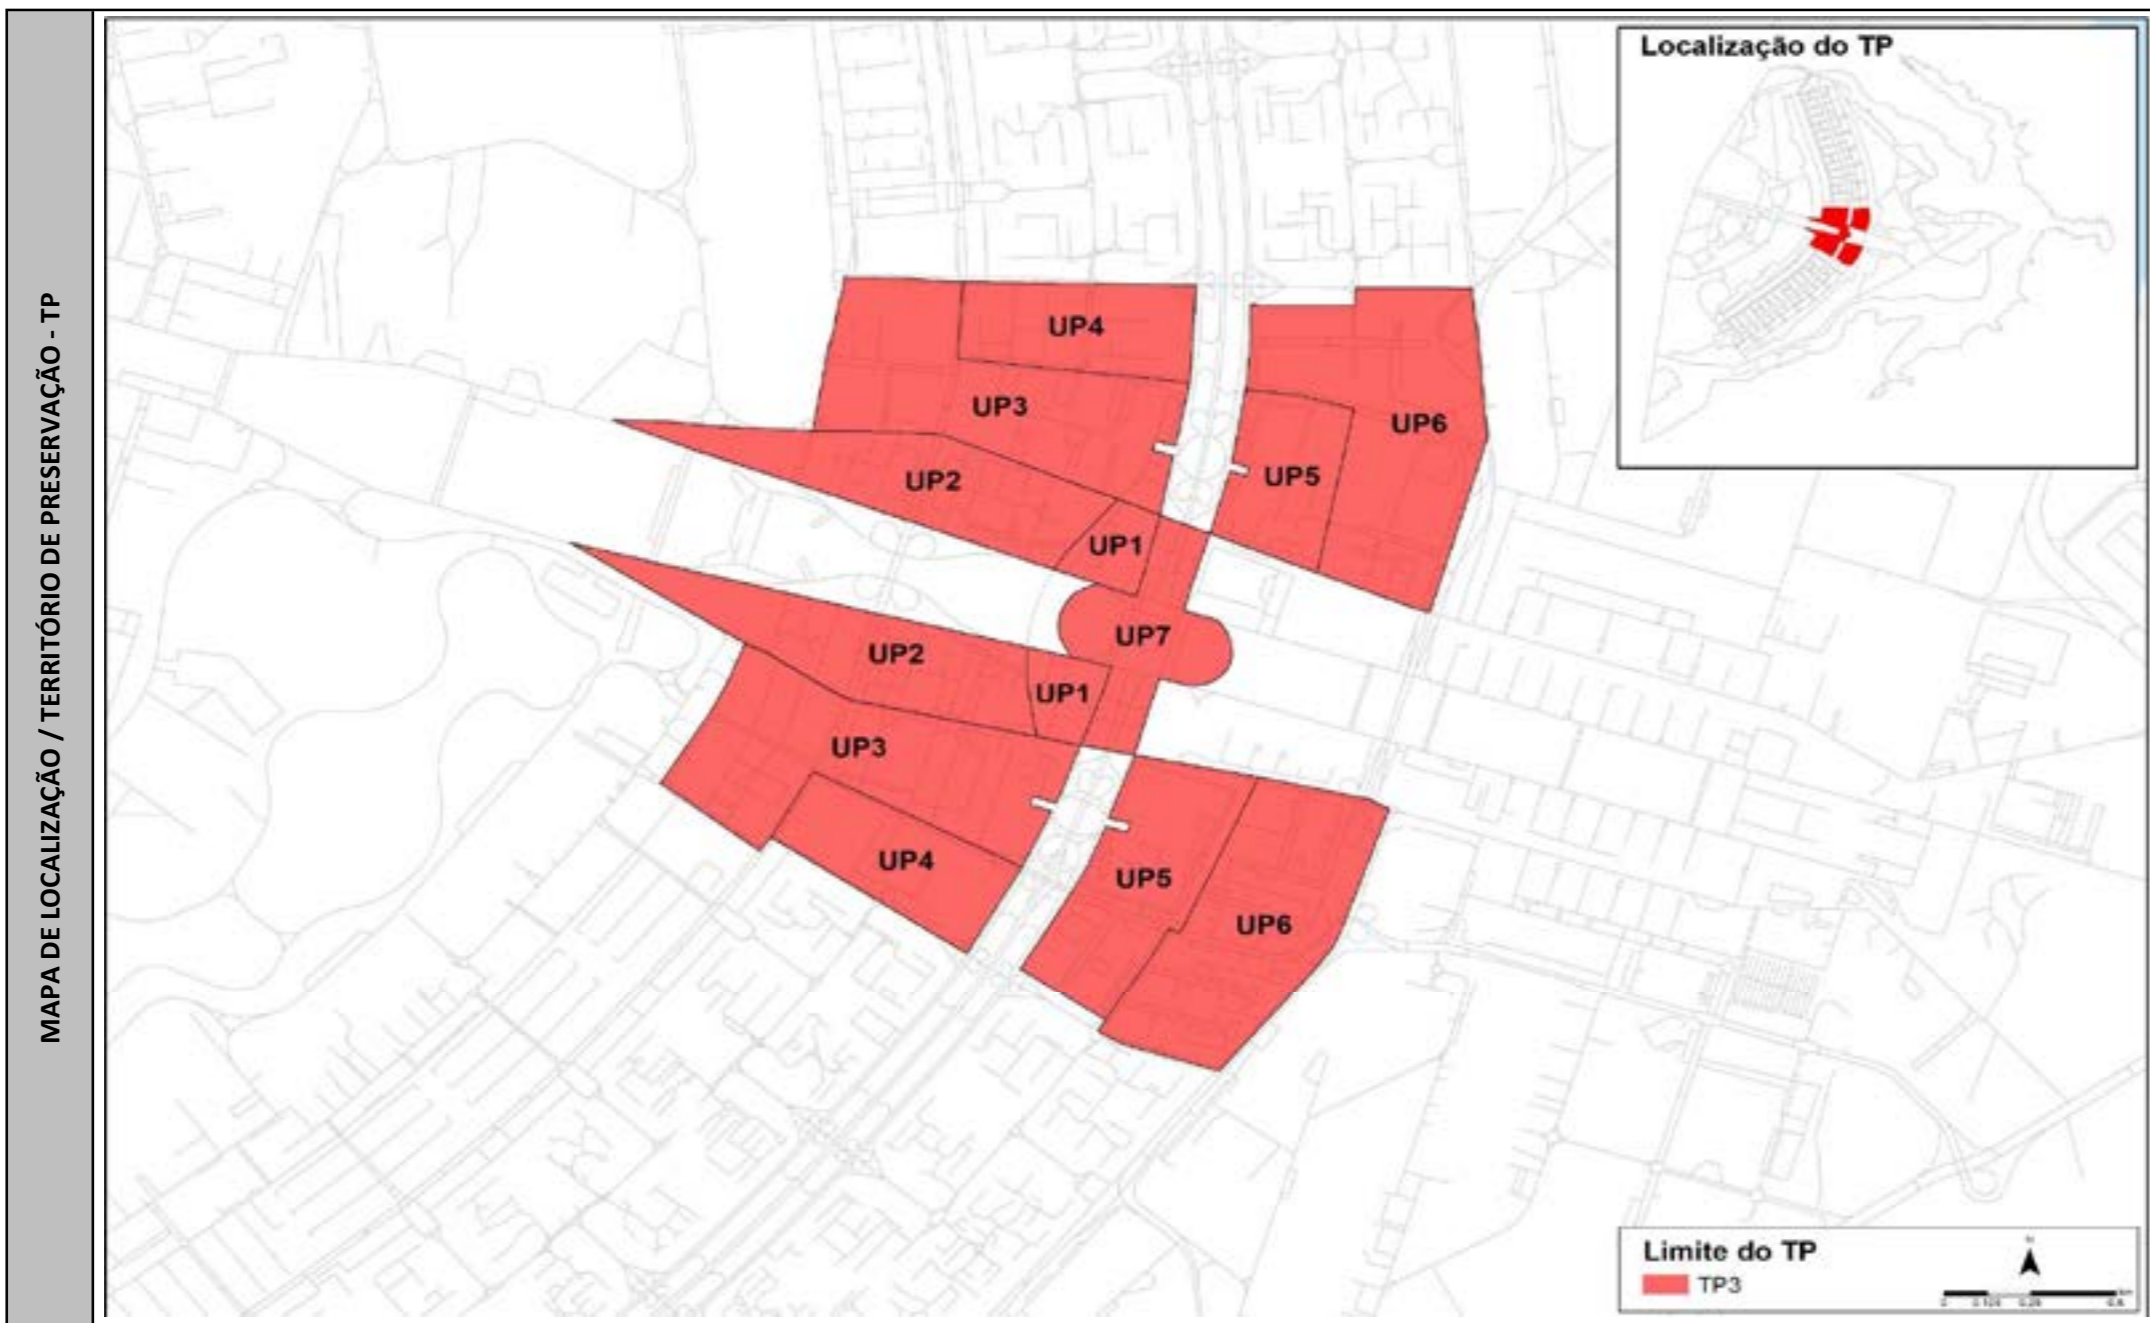 MAPA DE LOCALIZAÇÃO / TERRITÓRIO DE PRESERVAÇÃO - TP
Localização do TP
UP4
UP3
UP6
UP5
UP2
UP1
UP7
UP2
UP1
UP3
UP4
UP5
UP6
Limite do TP
TP3
N
0